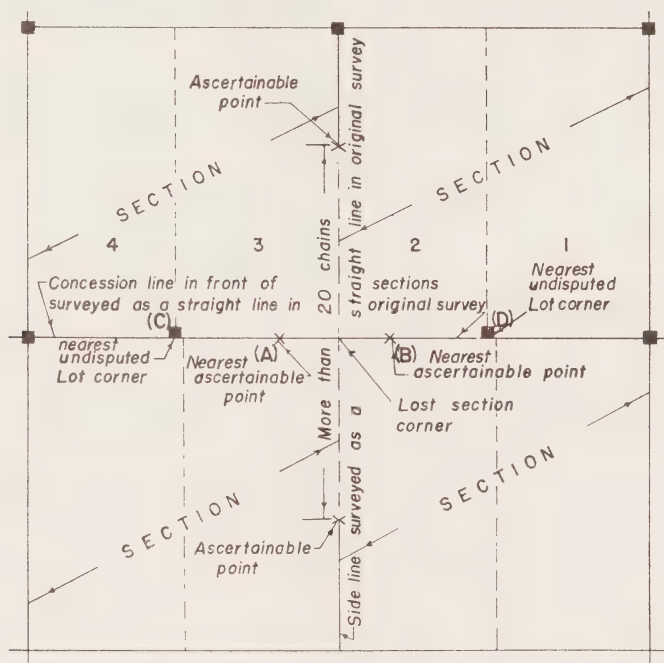 Ascertainable
point
SECTION
SECTION
4
3
2
1
Concession line in front of sections
surveyed as a straight line in original survey
Nearest
undisputed
Lot corner
(C)
(D)
nearest
undisputed
Lot corner
Nearest (A)
ascertainable
point
(B) Nearest
ascertainable point
Lost section
corner
More than 20 chains
Side line surveyed as a straight line in original survey
SECTION
SECTION
Ascertainable
point